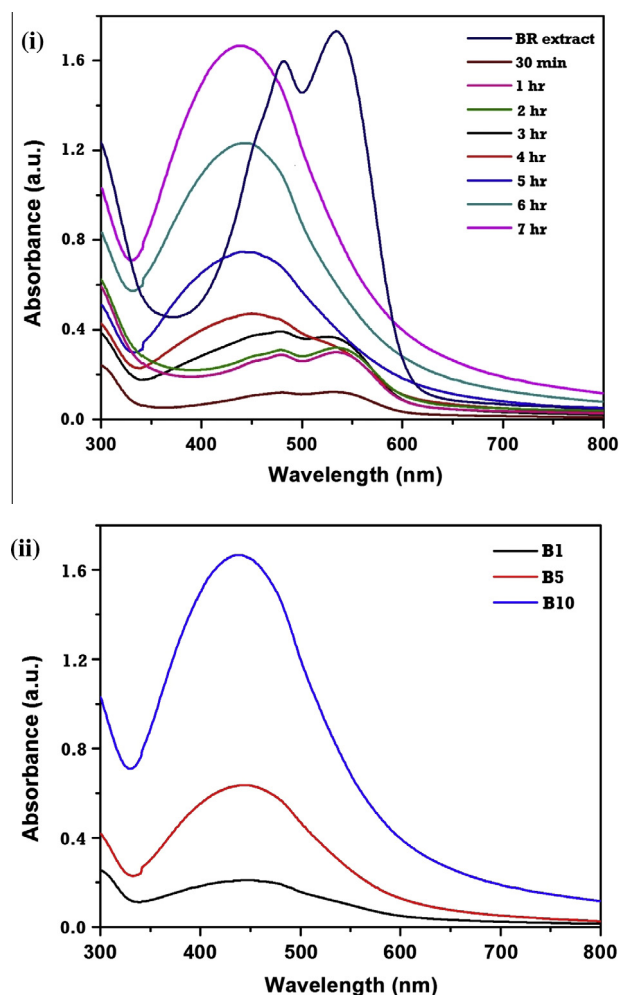 (i)
BR extract
30 min
1 hr
2 hr
3 hr
4 hr
5 hr
6 hr
7 hr
Absorbance (a.u.)
1.6
1.2
0.8
0.4
0.0
300 400 500 600 700 800
Wavelength (nm)
(ii)
B1
B5
B10
Absorbance (a.u.)
1.6
1.2
0.8
0.4
0.0
300 400 500 600 700 800
Wavelength (nm)